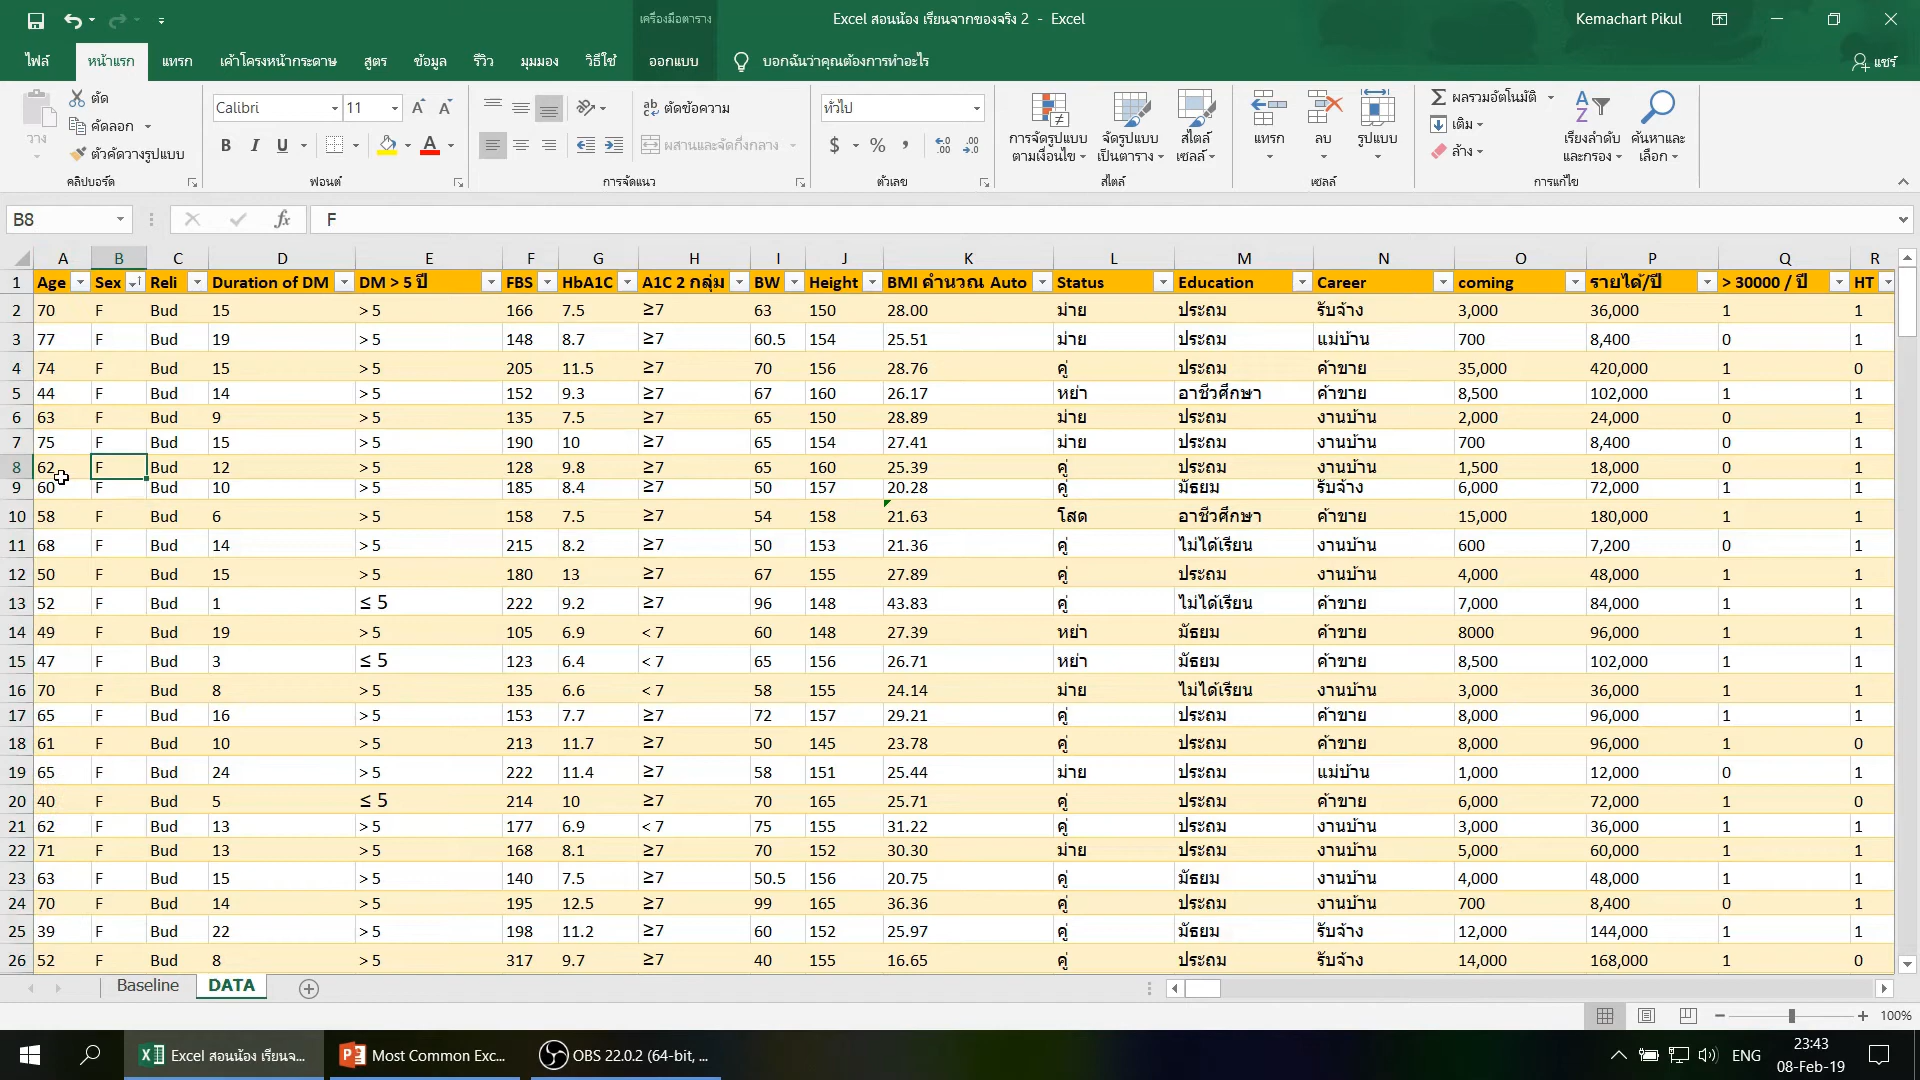 เครื่องมือตาราง
Excel สอนน้อง เรียนจากของจริง 2 - Excel
Kemachart Pikul
ไฟล์ หน้าแรก แทรก เค้าโครงหน้ากระดาษ สูตร ข้อมูล รีวิว มุมมอง วิธีใช้ ออกแบบ บอกฉันว่าคุณต้องการทำอะไร แชร์
วาง
ตัด
คัดลอก
ตัวคัดวางรูปแบบ
คลิปบอร์ด
Calibri 11
B I U
ฟอนต์
ตัดข้อความ
ผสานและจัดกึ่งกลาง
การจัดแนว
ทั่วไป
$ % ,
ตัวเลข
การจัดรูปแบบ
ตามเงื่อนไข
จัดรูปแบบ
เป็นตาราง
สไตล์
เซลล์
สไตล์
แทรก ลบ รูปแบบ
เซลล์
ผลรวมอัตโนมัติ
เติม
ล้าง
เรียงลำดับ
และกรอง
ค้นหาและ
เลือก
การแก้ไข
B8 fx F
A B C D E F G H I J K L M N O P Q R
1 Age Sex Reli Duration of DM DM > 5 ปี FBS HbA1C A1C 2 กลุ่ม BW Height BMI คำนวณ Auto Status Education Career coming รายได้/ปี > 30000 / ปี HT
2 70 F Bud 15 > 5 166 7.5 ≥7 63 150 28.00 ม่าย ประถม รับจ้าง 3,000 36,000 1 1
3 77 F Bud 19 > 5 148 8.7 ≥7 60.5 154 25.51 ม่าย ประถม แม่บ้าน 700 8,400 0 1
4 74 F Bud 15 > 5 205 11.5 ≥7 70 156 28.76 คู่ ประถม ค้าขาย 35,000 420,000 1 0
5 44 F Bud 14 > 5 152 9.3 ≥7 67 160 26.17 หย่า อาชีวศึกษา ค้าขาย 8,500 102,000 1 1
6 63 F Bud 9 > 5 135 7.5 ≥7 65 150 28.89 ม่าย ประถม งานบ้าน 2,000 24,000 0 1
7 75 F Bud 15 > 5 190 10 ≥7 65 154 27.41 ม่าย ประถม งานบ้าน 700 8,400 0 1
8 62 F Bud 12 > 5 128 9.8 ≥7 65 160 25.39 คู่ ประถม งานบ้าน 1,500 18,000 0 1
9 60 F Bud 10 > 5 185 8.4 ≥7 50 157 20.28 คู่ มัธยม รับจ้าง 6,000 72,000 1 1
10 58 F Bud 6 > 5 158 7.5 ≥7 54 158 21.63 โสด อาชีวศึกษา ค้าขาย 15,000 180,000 1 1
11 68 F Bud 14 > 5 215 8.2 ≥7 50 153 21.36 คู่ ไม่ได้เรียน งานบ้าน 600 7,200 0 1
12 50 F Bud 15 > 5 180 13 ≥7 67 155 27.89 คู่ ประถม งานบ้าน 4,000 48,000 1 1
13 52 F Bud 1 ≤ 5 222 9.2 ≥7 96 148 43.83 คู่ ไม่ได้เรียน ค้าขาย 7,000 84,000 1 1
14 49 F Bud 19 > 5 105 6.9 < 7 60 148 27.39 หย่า มัธยม ค้าขาย 8000 96,000 1 1
15 47 F Bud 3 ≤ 5 123 6.4 < 7 65 156 26.71 หย่า มัธยม ค้าขาย 8,500 102,000 1 1
16 70 F Bud 8 > 5 135 6.6 < 7 58 155 24.14 ม่าย ไม่ได้เรียน งานบ้าน 3,000 36,000 1 1
17 65 F Bud 16 > 5 153 7.7 ≥7 72 157 29.21 คู่ ประถม ค้าขาย 8,000 96,000 1 1
18 61 F Bud 10 > 5 213 11.7 ≥7 50 145 23.78 คู่ ประถม ค้าขาย 8,000 96,000 1 0
19 65 F Bud 24 > 5 222 11.4 ≥7 58 151 25.44 ม่าย ประถม แม่บ้าน 1,000 12,000 0 1
20 40 F Bud 5 ≤ 5 214 10 ≥7 70 165 25.71 คู่ ประถม ค้าขาย 6,000 72,000 1 0
21 62 F Bud 13 > 5 177 6.9 < 7 75 155 31.22 คู่ ประถม งานบ้าน 3,000 36,000 1 1
22 71 F Bud 13 > 5 168 8.1 ≥7 70 152 30.30 ม่าย ประถม งานบ้าน 5,000 60,000 1 1
23 63 F Bud 15 > 5 140 7.5 ≥7 50.5 156 20.75 คู่ มัธยม งานบ้าน 4,000 48,000 1 1
24 70 F Bud 14 > 5 195 12.5 ≥7 99 165 36.36 คู่ ประถม งานบ้าน 700 8,400 0 1
25 39 F Bud 22 > 5 198 11.2 ≥7 60 152 25.97 คู่ มัธยม รับจ้าง 12,000 144,000 1 1
26 52 F Bud 8 > 5 317 9.7 ≥7 40 155 16.65 คู่ ประถม รับจ้าง 14,000 168,000 1 0
Baseline DATA
100%
Excel สอนน้อง เรียนจ... Most Common Exc... OBS 22.0.2 (64-bit, ... ENG
23:43
08-Feb-19